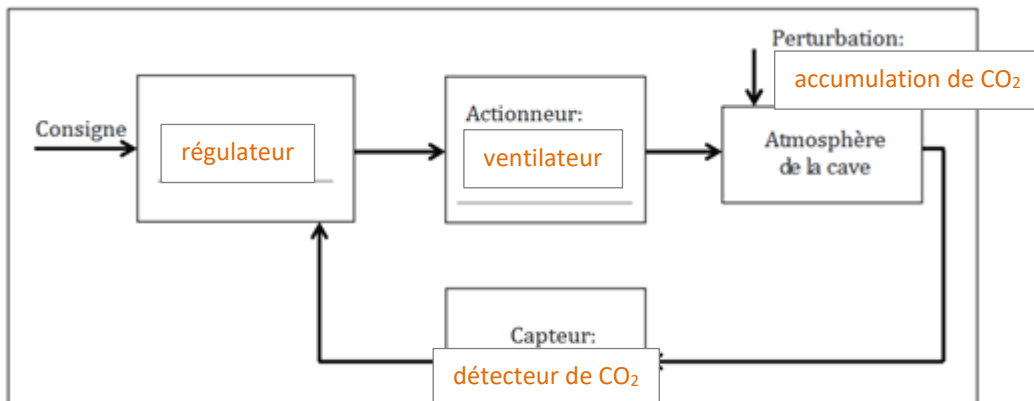 Perturbation:
accumulation de CO₂
Consigne
régulateur
Actionneur:
ventilateur
Atmosphère
de la cave
Capteur:
détecteur de CO₂